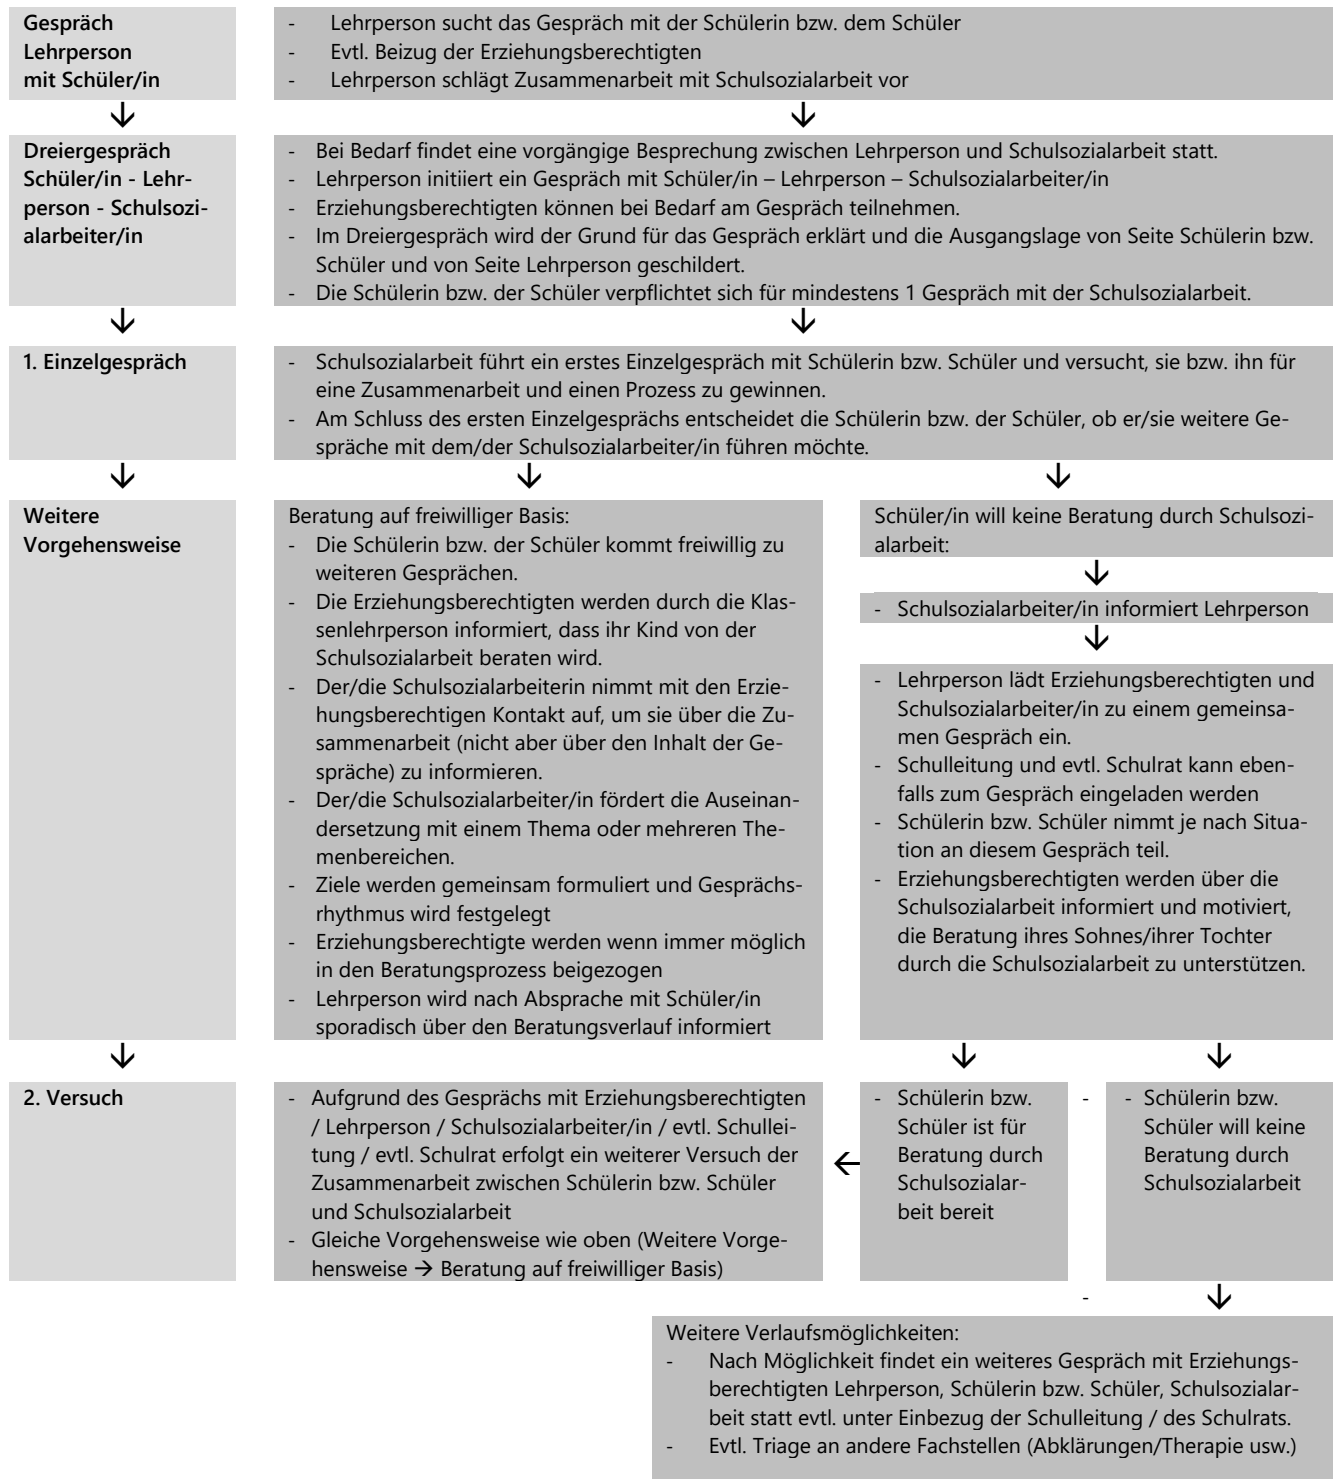 Gespräch
Lehrperson
mit Schüler/in
- Lehrperson sucht das Gespräch mit der Schülerin bzw. dem Schüler
- Evtl. Beizug der Erziehungsberechtigten
- Lehrperson schlägt Zusammenarbeit mit Schulsozialarbeit vor
Dreiergespräch
Schüler/in - Lehr-
person - Schulsozi-
alarbeiter/in
- Bei Bedarf findet eine vorgängige Besprechung zwischen Lehrperson und Schulsozialarbeit statt.
- Lehrperson initiiert ein Gespräch mit Schüler/in – Lehrperson – Schulsozialarbeiter/in
- Erziehungsberechtigten können bei Bedarf am Gespräch teilnehmen.
- Im Dreiergespräch wird der Grund für das Gespräch erklärt und die Ausgangslage von Seite Schülerin bzw.
Schüler und von Seite Lehrperson geschildert.
- Die Schülerin bzw. der Schüler verpflichtet sich für mindestens 1 Gespräch mit der Schulsozialarbeit.
1. Einzelgespräch
- Schulsozialarbeit führt ein erstes Einzelgespräch mit Schülerin bzw. Schüler und versucht, sie bzw. ihn für
eine Zusammenarbeit und einen Prozess zu gewinnen.
- Am Schluss des ersten Einzelgesprächs entscheidet die Schülerin bzw. der Schüler, ob er/sie weitere Ge-
spräche mit dem/der Schulsozialarbeiter/in führen möchte.
Weitere
Vorgehensweise
Beratung auf freiwilliger Basis:
- Die Schülerin bzw. der Schüler kommt freiwillig zu
weiteren Gesprächen.
- Die Erziehungsberechtigten werden durch die Klas-
senlehrperson informiert, dass ihr Kind von der
Schulsozialarbeit beraten wird.
- Der/die Schulsozialarbeiterin nimmt mit den Erzie-
hungsberechtigen Kontakt auf, um sie über die Zu-
sammenarbeit (nicht aber über den Inhalt der Ge-
spräche) zu informieren.
- Der/die Schulsozialarbeiter/in fördert die Auseinan-
dersetzung mit einem Thema oder mehreren The-
menbereichen.
- Ziele werden gemeinsam formuliert und Gesprächs-
rhythmus wird festgelegt
- Erziehungsberechtigte werden wenn immer möglich
in den Beratungsprozess beigezogen
- Lehrperson wird nach Absprache mit Schüler/in
sporadisch über den Beratungsverlauf informiert
Schüler/in will keine Beratung durch Schulsozi-
alarbeit:
- Schulsozialarbeiter/in informiert Lehrperson
- Lehrperson lädt Erziehungsberechtigten und
Schulsozialarbeiter/in zu einem gemeinsa-
men Gespräch ein.
- Schulleitung und evtl. Schulrat kann eben-
falls zum Gespräch eingeladen werden
- Schülerin bzw. Schüler nimmt je nach Situa-
tion an diesem Gespräch teil.
- Erziehungsberechtigten werden über die
Schulsozialarbeit informiert und motiviert,
die Beratung ihres Sohnes/ihrer Tochter
durch die Schulsozialarbeit zu unterstützen.
2. Versuch
- Aufgrund des Gesprächs mit Erziehungsberechtigten
/ Lehrperson / Schulsozialarbeiter/in / evtl. Schullei-
tung / evtl. Schulrat erfolgt ein weiterer Versuch der
Zusammenarbeit zwischen Schülerin bzw. Schüler
und Schulsozialarbeit
- Gleiche Vorgehensweise wie oben (Weitere Vorge-
hensweise → Beratung auf freiwilliger Basis)
- Schülerin bzw.
Schüler ist für
Beratung durch
Schulsozialar-
beit bereit
- - Schülerin bzw.
Schüler will keine
Beratung durch
Schulsozialarbeit
-
Weitere Verlaufsmöglichkeiten:
- Nach Möglichkeit findet ein weiteres Gespräch mit Erziehungs-
berechtigten Lehrperson, Schülerin bzw. Schüler, Schulsozialar-
beit statt evtl. unter Einbezug der Schulleitung / des Schulrats.
- Evtl. Triage an andere Fachstellen (Abklärungen/Therapie usw.)